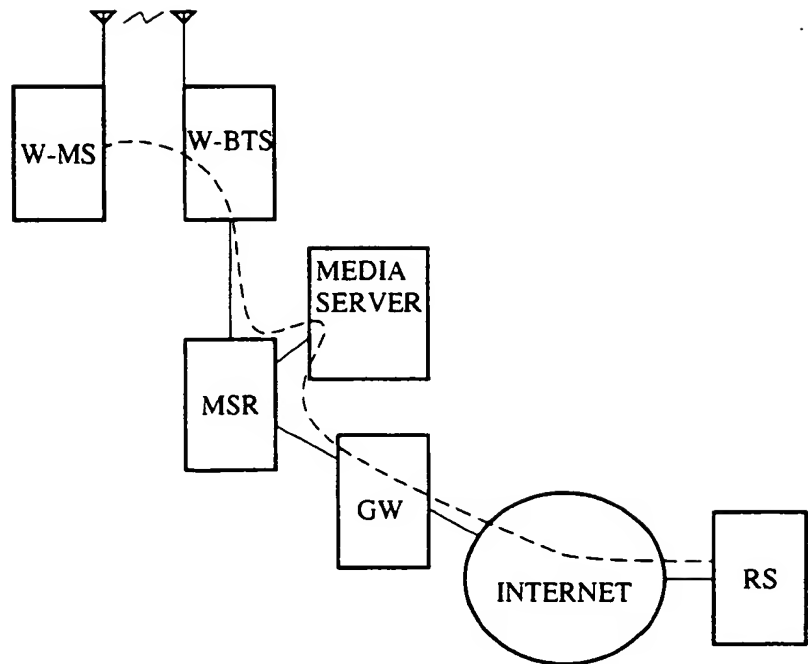 W-MS
W-BTS
MEDIA
SERVER
MSR
GW
INTERNET
RS